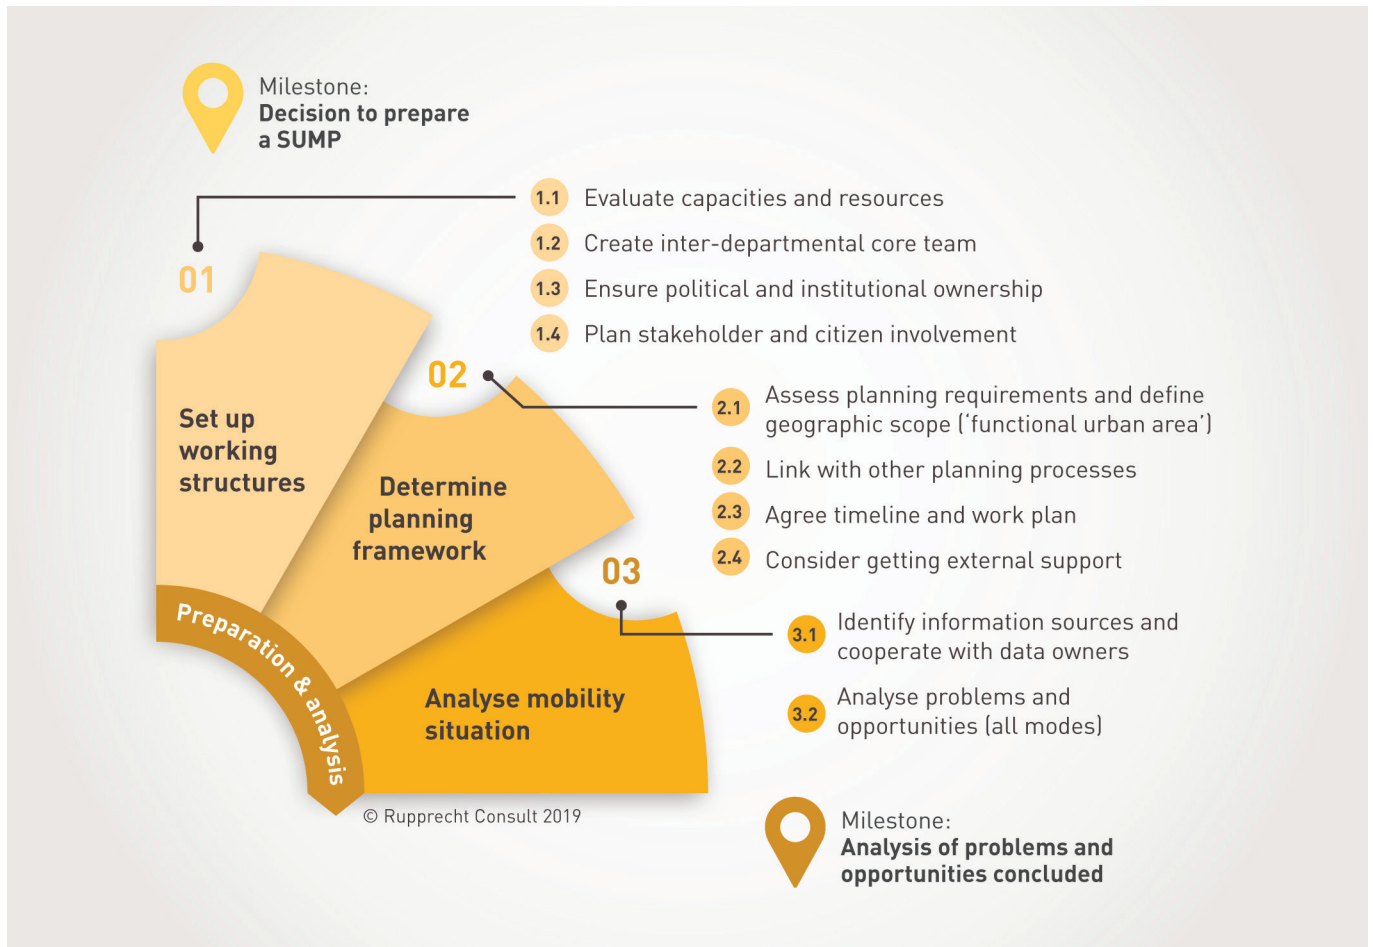 Milestone:
Decision to prepare
a SUMP
01
1.1 Evaluate capacities and resources
1.2 Create inter-departmental core team
1.3 Ensure political and institutional ownership
1.4 Plan stakeholder and citizen involvement
Set up
working
structures
02
2.1 Assess planning requirements and define
geographic scope (‘functional urban area’)
2.2 Link with other planning processes
2.3 Agree timeline and work plan
2.4 Consider getting external support
Determine
planning
framework
03
3.1 Identify information sources and
cooperate with data owners
3.2 Analyse problems and
opportunities (all modes)
Analyse mobility
situation
Preparation & analysis
© Rupprecht Consult 2019
Milestone:
Analysis of problems and
opportunities concluded